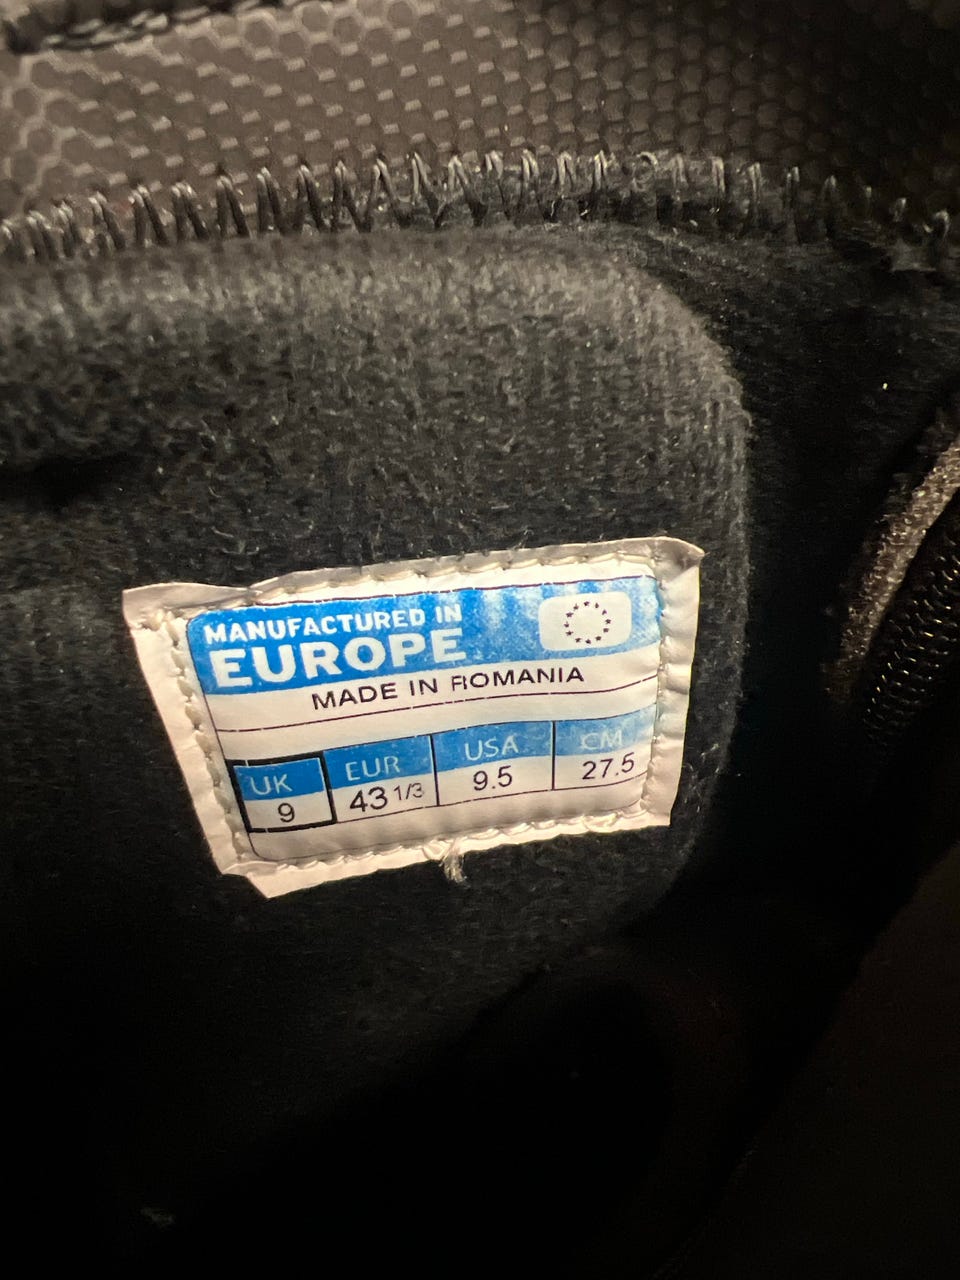 MANUFACTURED IN
EUROPE
MADE IN ROMANIA
UK EUR USA CM
9 43 1/3 9.5 27.5